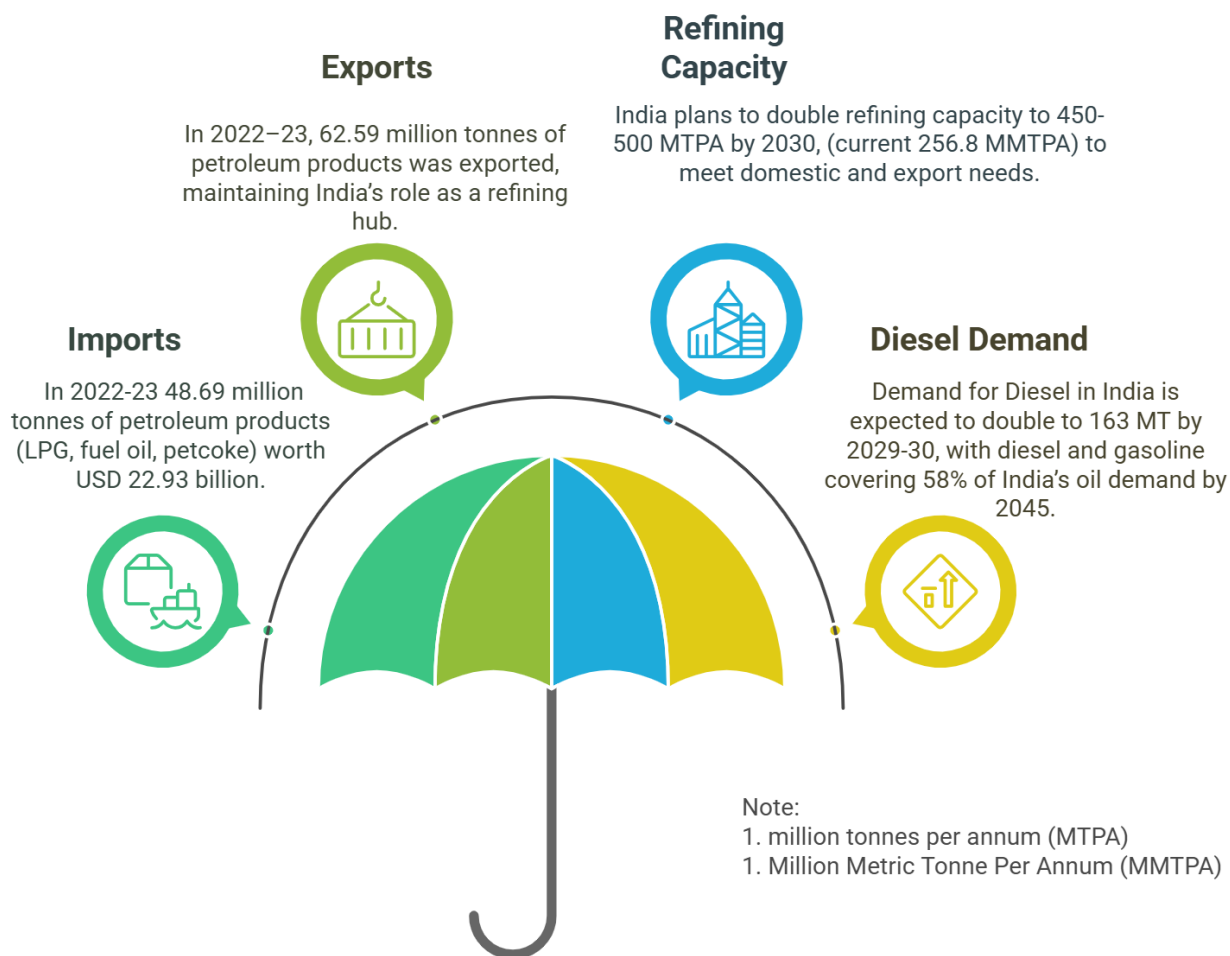 Refining
Capacity
India plans to double refining capacity to 450-
500 MTPA by 2030, (current 256.8 MMTPA) to
meet domestic and export needs.
Exports
In 2022–23, 62.59 million tonnes of
petroleum products was exported,
maintaining India’s role as a refining
hub.
Imports
In 2022-23 48.69 million
tonnes of petroleum products
(LPG, fuel oil, petcoke) worth
USD 22.93 billion.
Diesel Demand
Demand for Diesel in India is
expected to double to 163 MT by
2029-30, with diesel and gasoline
covering 58% of India’s oil demand by
2045.
Note:
1. million tonnes per annum (MTPA)
1. Million Metric Tonne Per Annum (MMTPA)